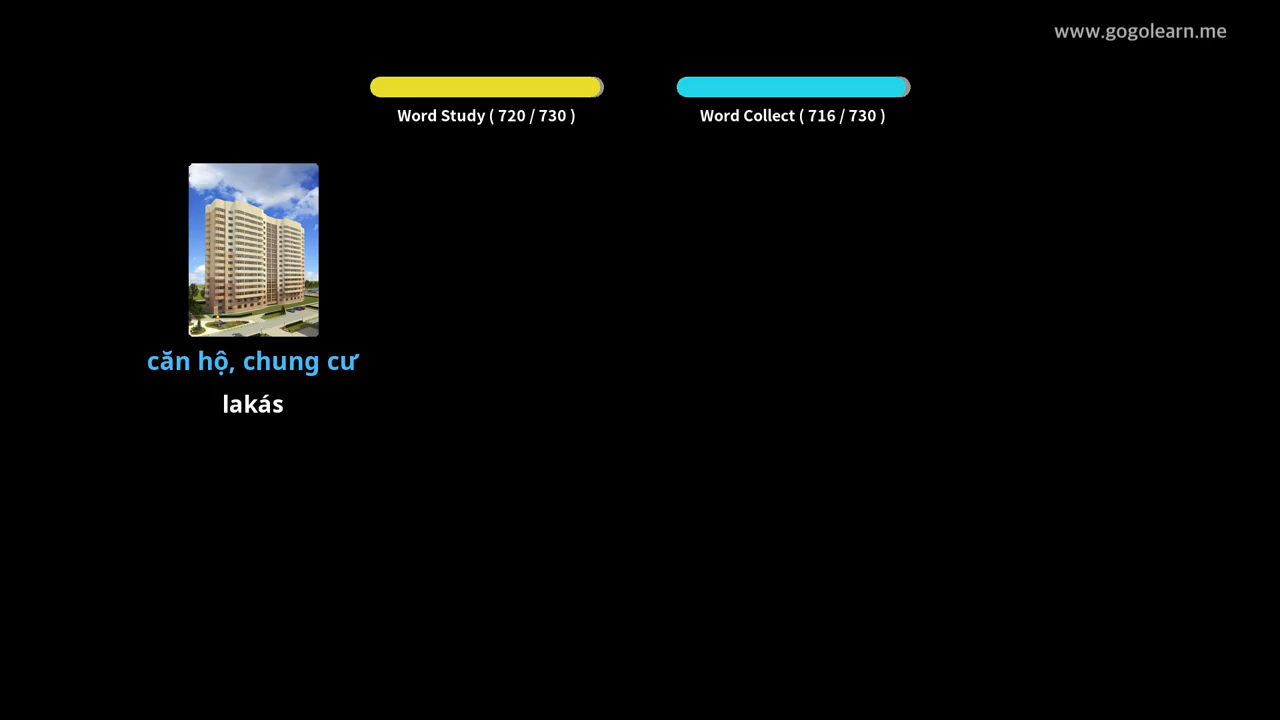 www.gogolearn.me
Word Study ( 720 / 730 )
Word Collect ( 716 / 730 )
căn hộ, chung cư
lakás